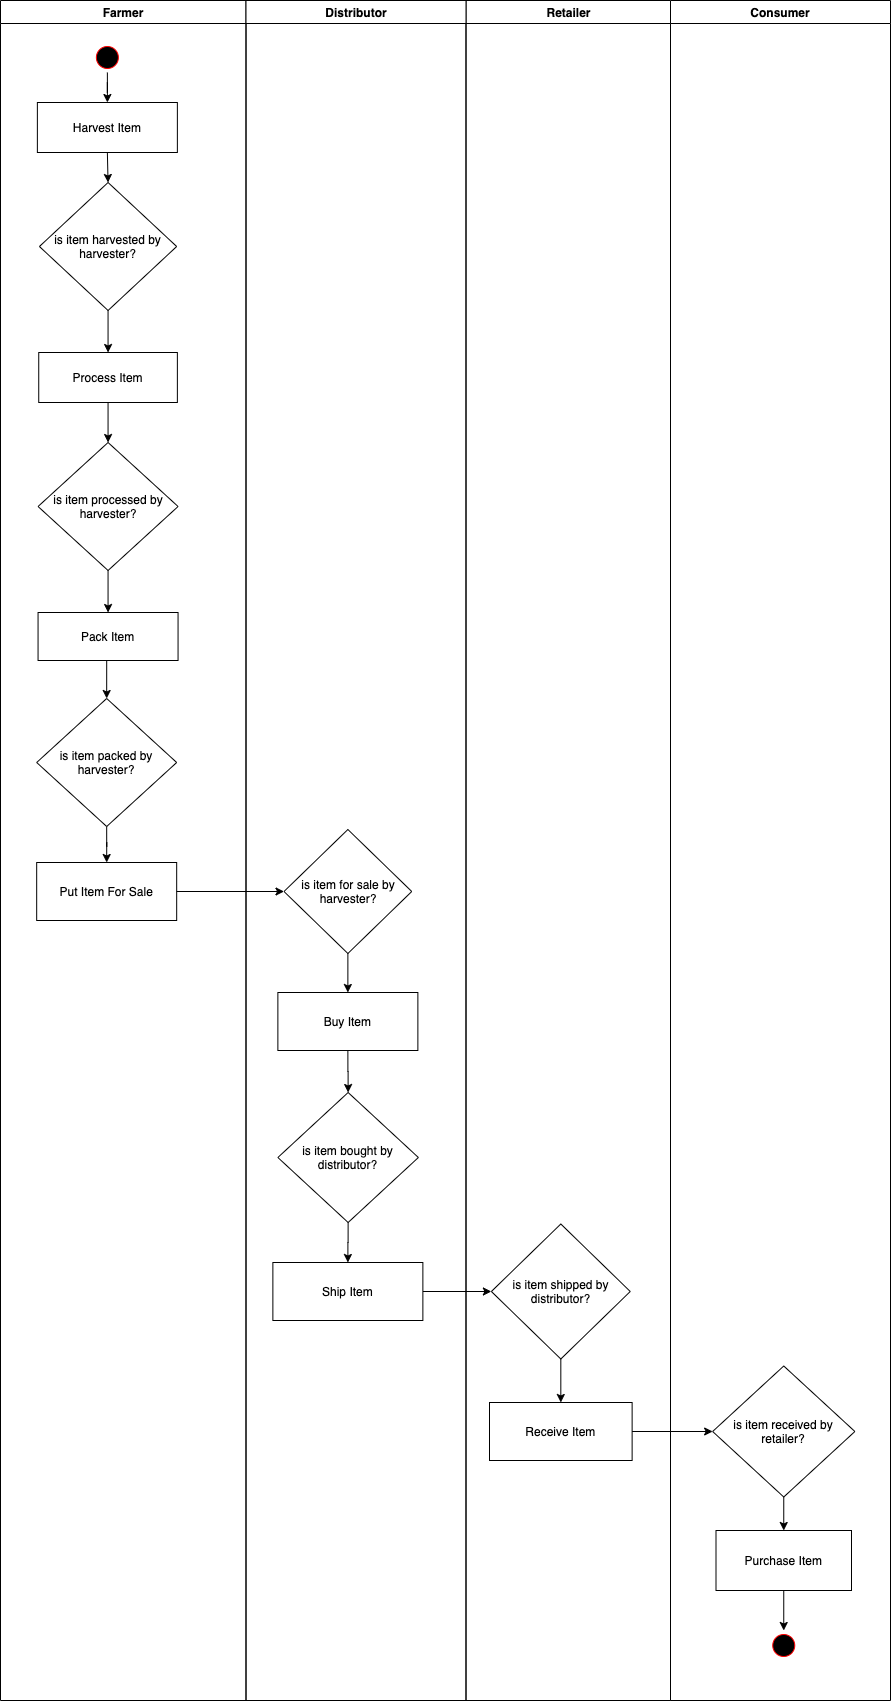 Farmer
Distributor
Retailer
Consumer
Harvest Item
is item harvested by
harvester?
Process Item
is item processed by
harvester?
Pack Item
is item packed by
harvester?
Put Item For Sale
is item for sale by
harvester?
Buy Item
is item bought by
distributor?
Ship Item
is item shipped by
distributor?
Receive Item
is item received by
retailer?
Purchase Item